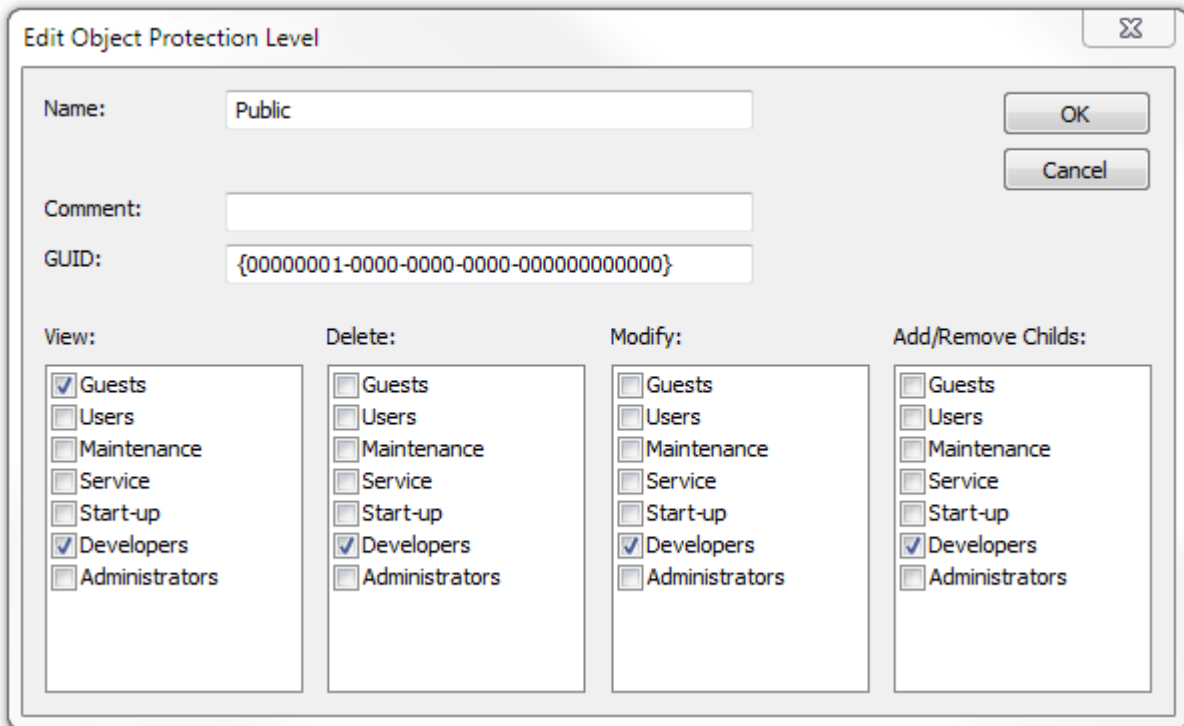 Edit Object Protection Level
Name: Public
OK
Cancel
Comment:
GUID: {00000001-0000-0000-0000-000000000000}
View: Delete: Modify: Add/Remove Childs:
Guests Guests Guests Guests
Users Users Users Users
Maintenance Maintenance Maintenance Maintenance
Service Service Service Service
Start-up Start-up Start-up Start-up
Developers Developers Developers Developers
Administrators Administrators Administrators Administrators